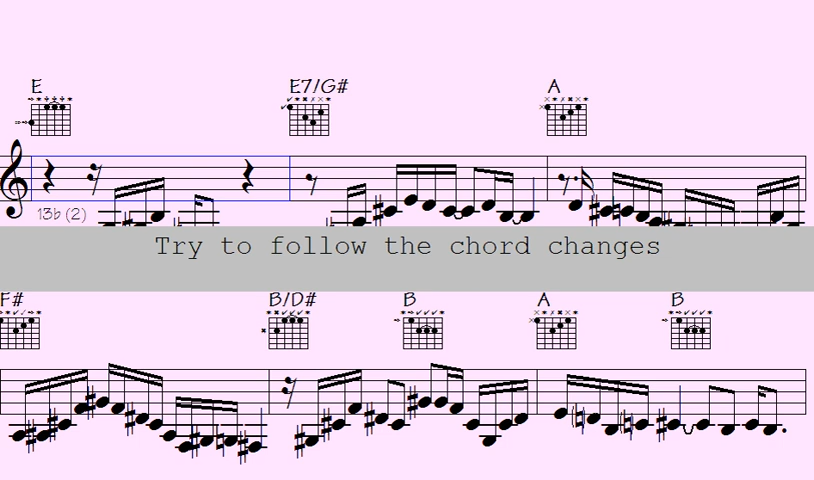 E E7/G# A
13b (2)
Try to follow the chord changes
F# B/D# B A B